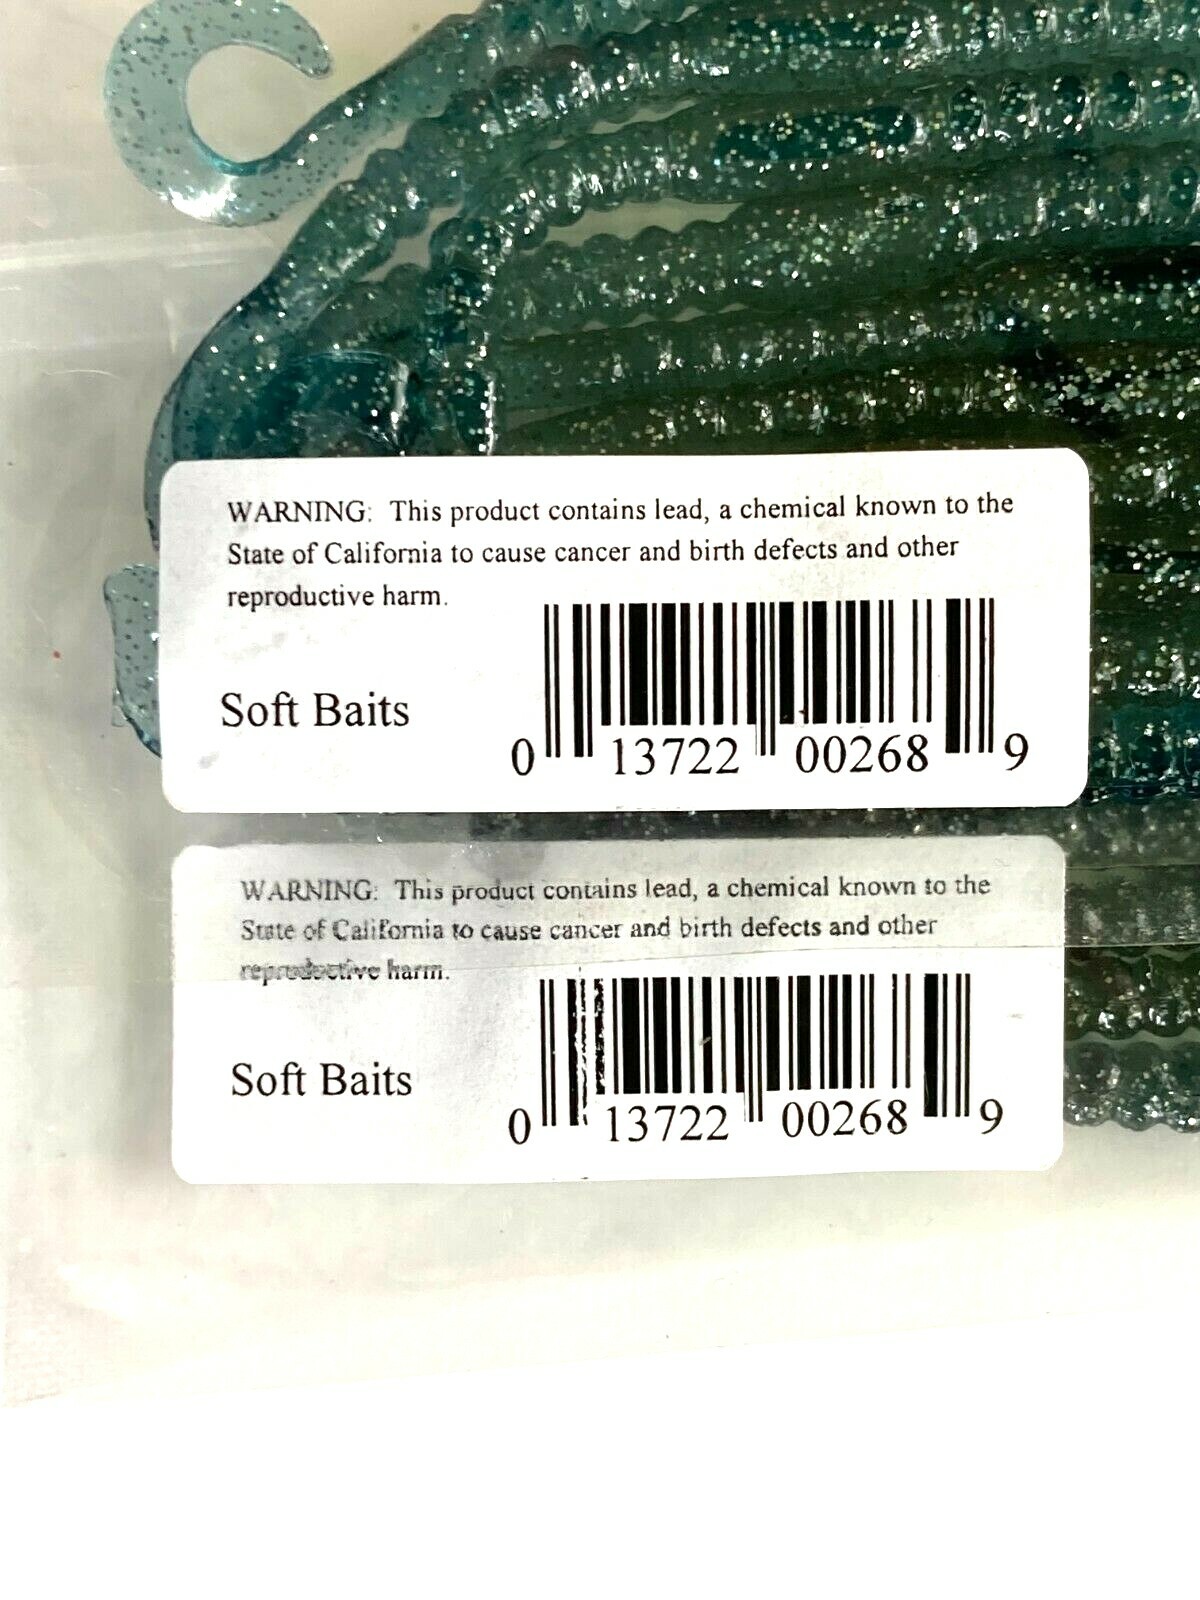 WARNING: This product contains lead, a chemical known to the
State of California to cause cancer and birth defects and other
reproductive harm.
Soft Baits
0 13722 00268 9
WARNING: This product contains lead, a chemical known to the
State of California to cause cancer and birth defects and other
reproductive harm.
Soft Baits
0 13722 00268 9